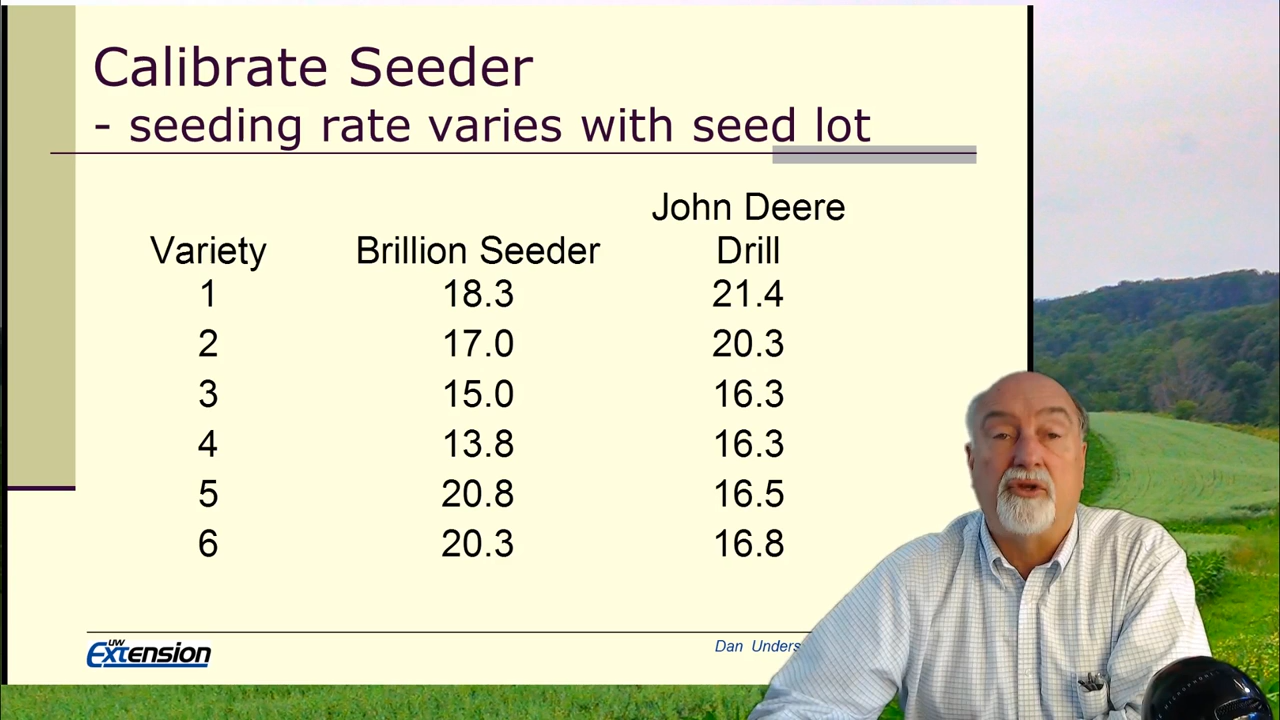 Calibrate Seeder
- seeding rate varies with seed lot
John Deere
Variety Brillion Seeder Drill
1 18.3 21.4
2 17.0 20.3
3 15.0 16.3
4 13.8 16.3
5 20.8 16.5
6 20.3 16.8
UW
Extension
Dan